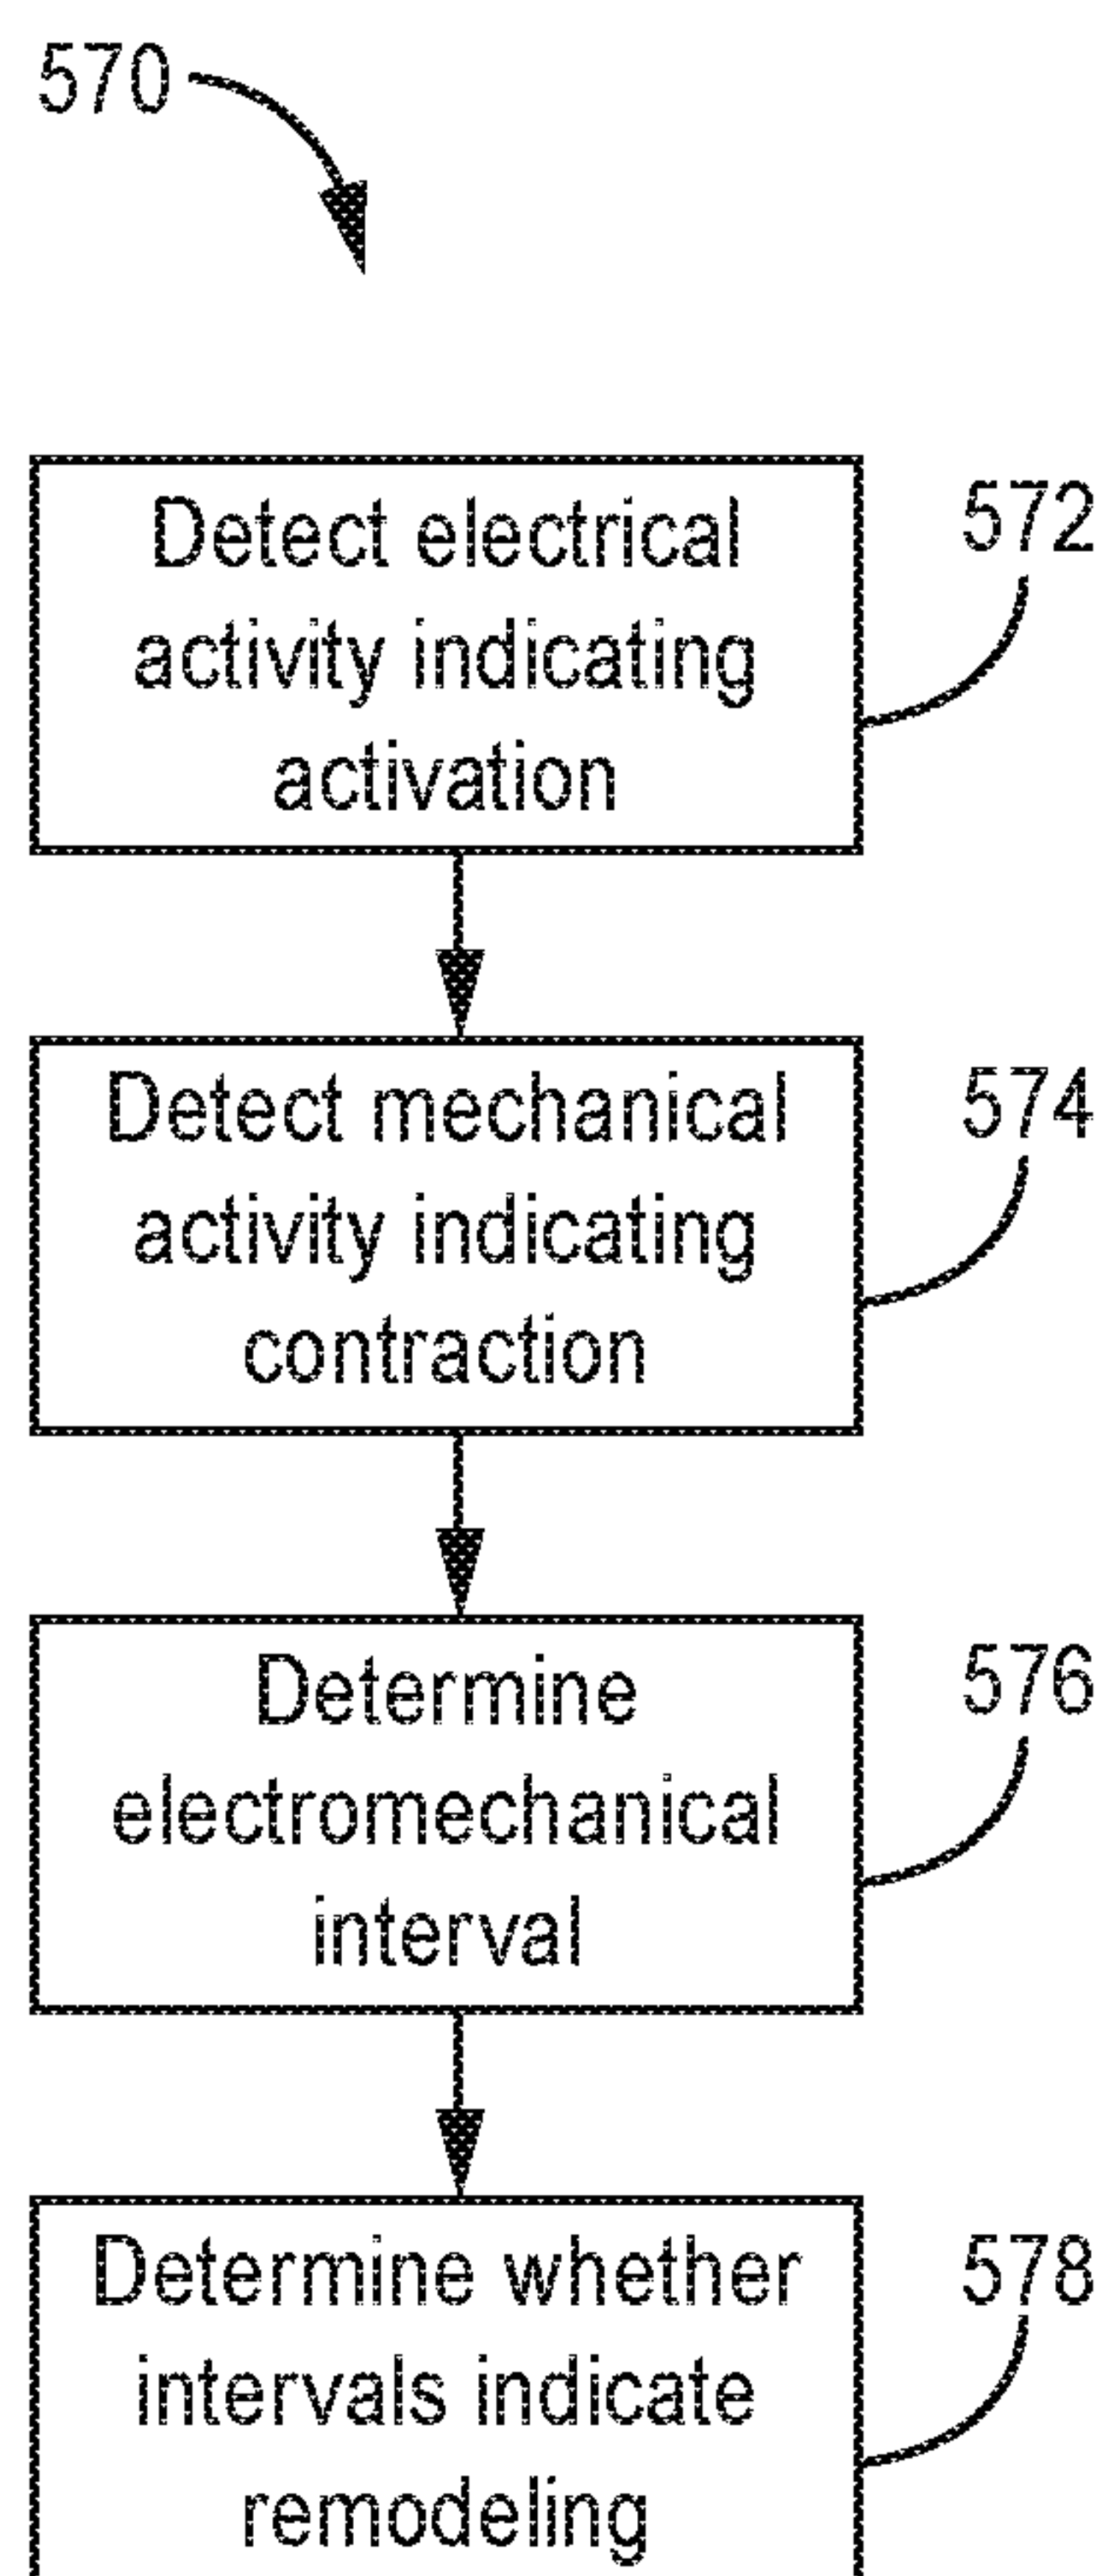 570
Detect electrical
activity indicating
activation
572
Detect mechanical
activity indicating
contraction
574
Determine
electromechanical
interval
576
Determine whether
intervals indicate
remodeling
578